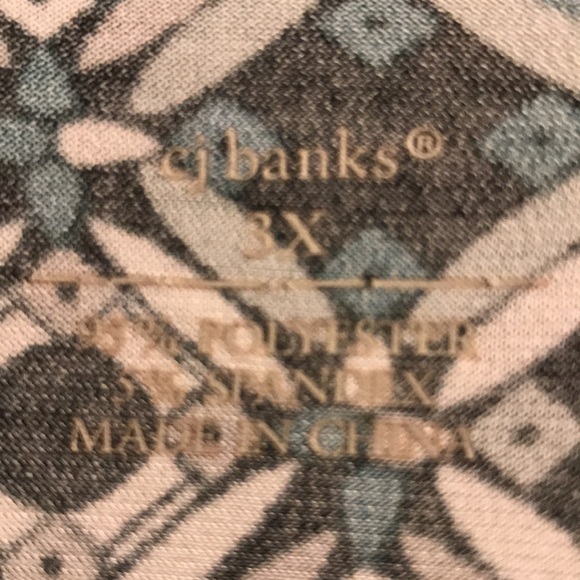 cj banks®
3X
95% POLYESTER
5% SPANDEX
MADE IN CHINA